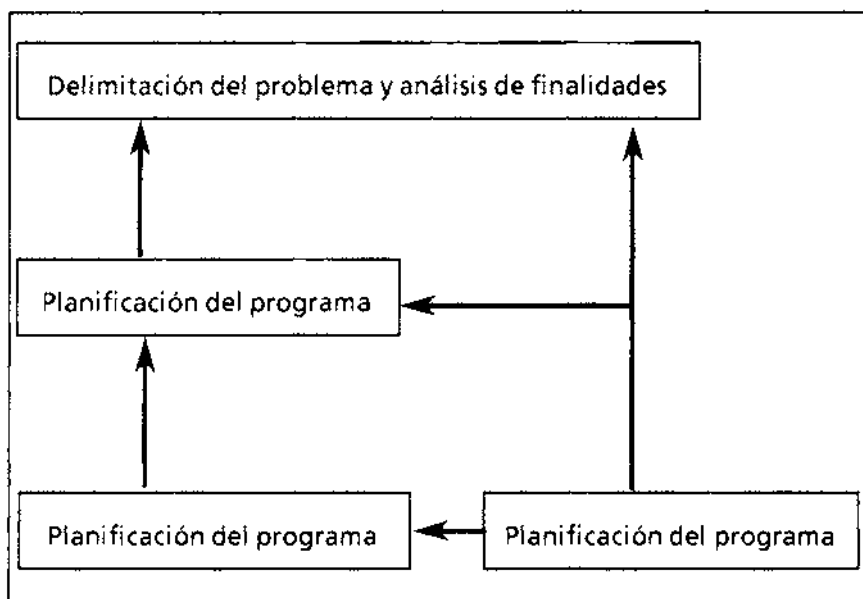 Delimitación del problema y análisis de finalidades
Planificación del programa
Planificación del programa
Planificación del programa